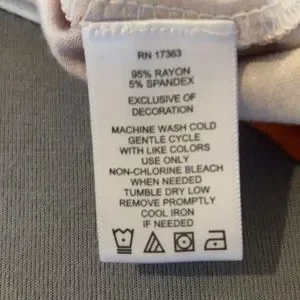 RN 17363
95% RAYON
5% SPANDEX
EXCLUSIVE OF
DECORATION
MACHINE WASH COLD
GENTLE CYCLE
WITH LIKE COLORS
USE ONLY
NON-CHLORINE BLEACH
WHEN NEEDED
TUMBLE DRY LOW
REMOVE PROMPTLY
COOL IRON
IF NEEDED